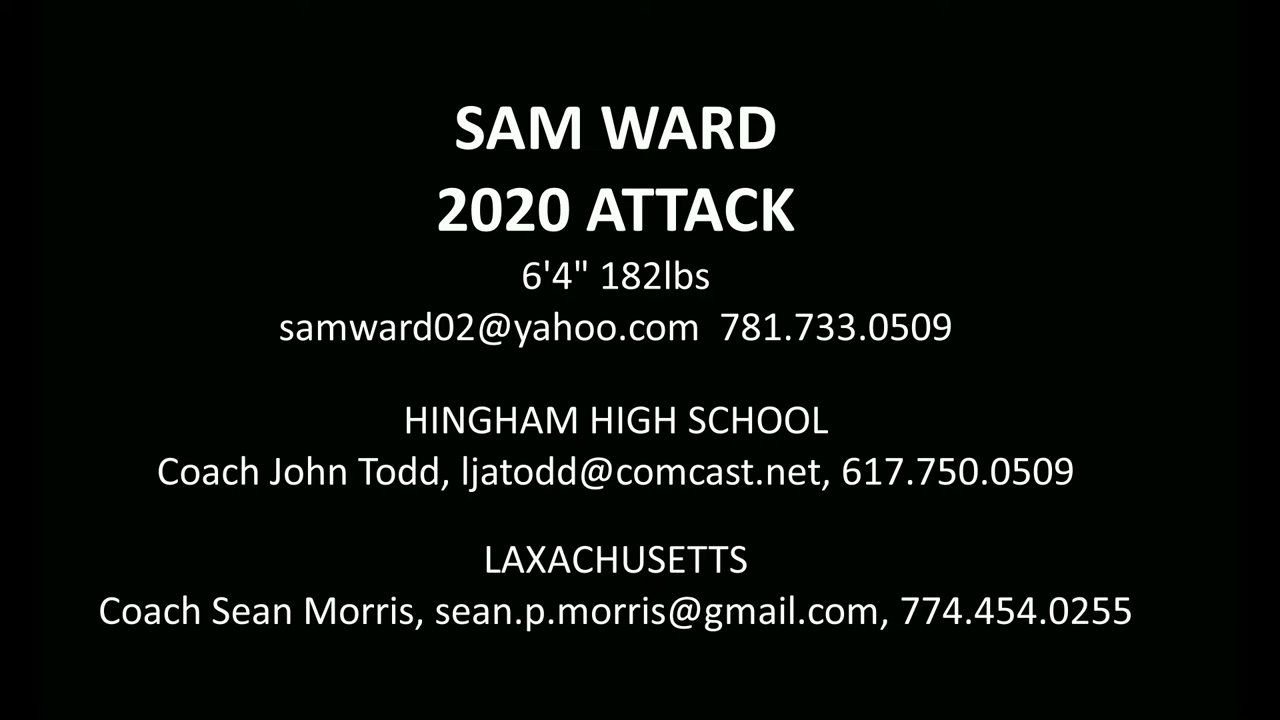 SAM WARD
2020 ATTACK
6'4" 182lbs
samward02@yahoo.com  781.733.0509
HINGHAM HIGH SCHOOL
Coach John Todd, ljatodd@comcast.net, 617.750.0509
LAXACHUSETTS
Coach Sean Morris, sean.p.morris@gmail.com, 774.454.0255